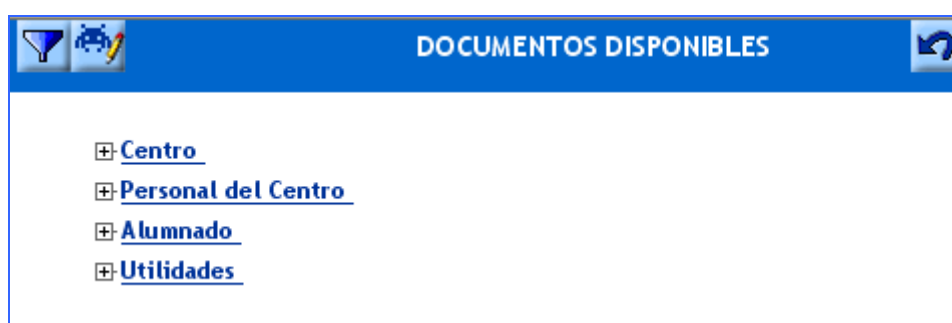 DOCUMENTOS DISPONIBLES
Centro
Personal del Centro
Alumnado
Utilidades